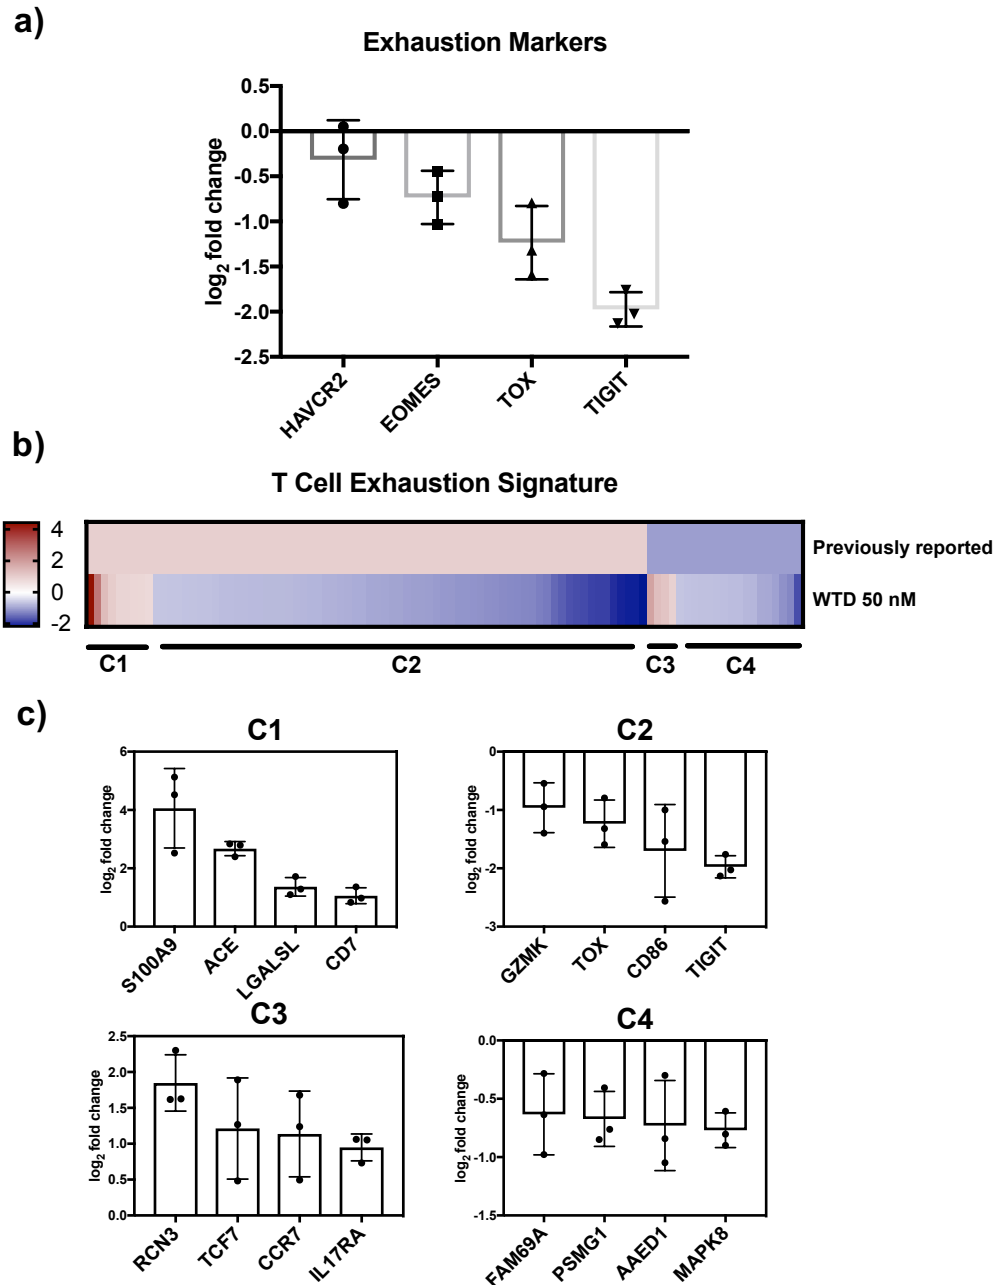 a)
Exhaustion Markers
log2 fold change
0.5
0.0
-0.5
-1.0
-1.5
-2.0
-2.5
HAVCR2
EOMES
TOX
TIGIT
b)
T Cell Exhaustion Signature
4
2
0
-2
Previously reported
WTD 50 nM
C1
C2
C3
C4
c)
C1
log2 fold change
6
4
2
0
S100A9
ACE
LGALSL
CD7
C2
log2 fold change
0
-1
-2
-3
GZMK
TOX
CD86
TIGIT
C3
log2 fold change
2.5
2.0
1.5
1.0
0.5
0.0
RCN3
TCF7
CCR7
IL17RA
C4
log2 fold change
0.0
-0.5
-1.0
-1.5
FAM69A
PSMG1
AAED1
MAPK8